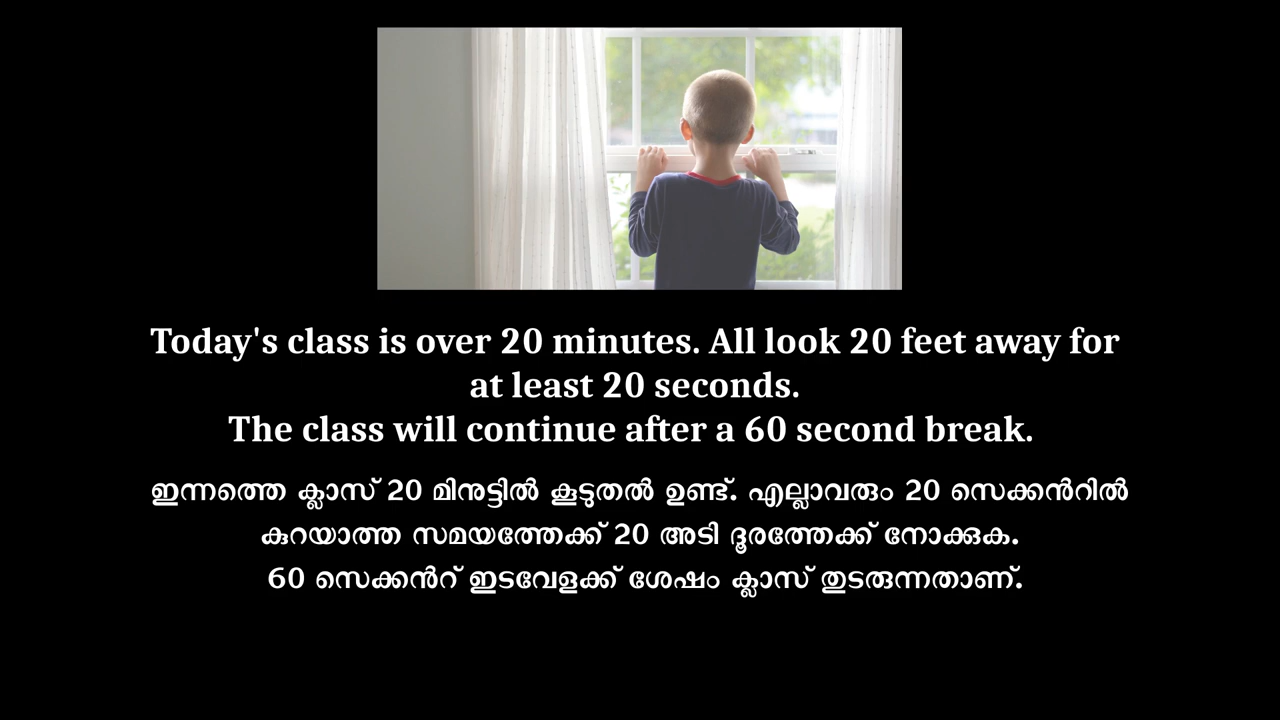 Today's class is over 20 minutes. All look 20 feet away for
at least 20 seconds.
The class will continue after a 60 second break.
ഇന്നത്തെ ക്ലാസ് 20 മിനുട്ടിൽ കൂടുതൽ ഉണ്ട്. എല്ലാവരും 20 സെക്കൻറിൽ
കുറയാത്ത സമയത്തേക്ക് 20 അടി ദൂരത്തേക്ക് നോക്കുക.
60 സെക്കൻറ് ഇടവേളക്ക് ശേഷം ക്ലാസ് തുടരുന്നതാണ്.